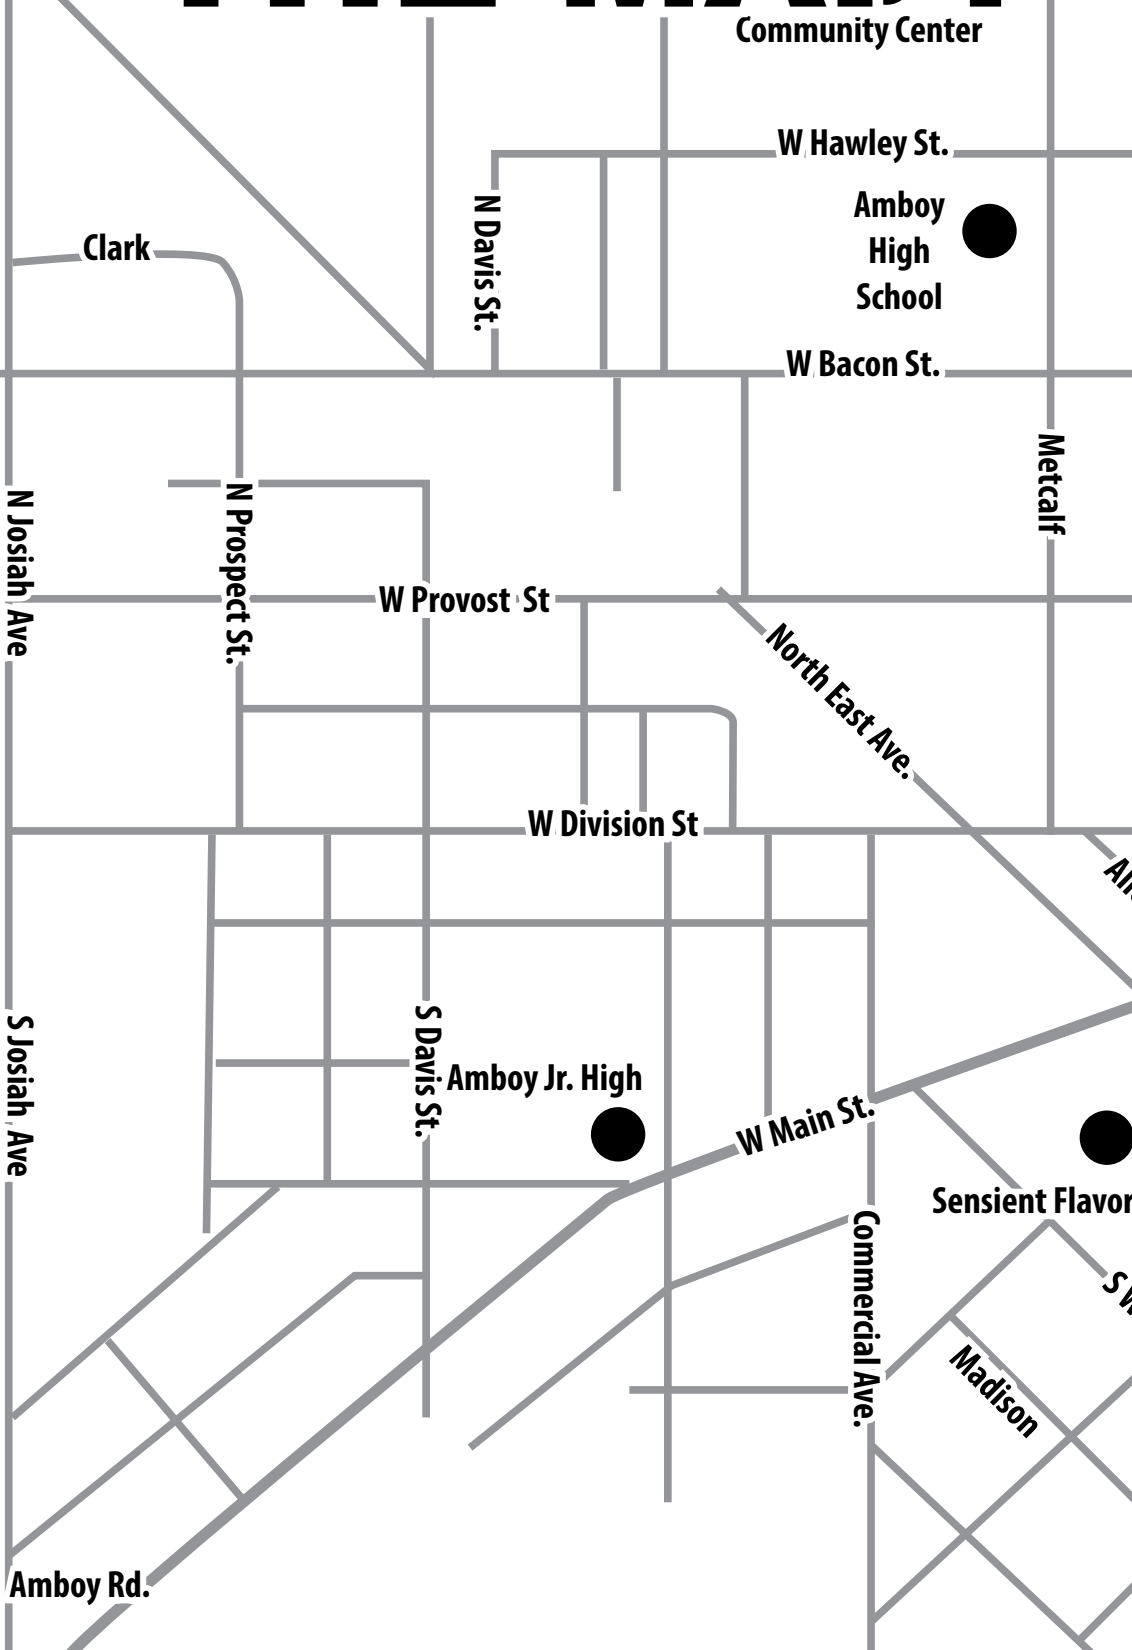 Community Center
W Hawley St.
Amboy
High
School
N Davis St.
Clark
W Bacon St.
Metcalf
N Josiah Ave
N Prospect St.
W Provost St
North East Ave.
W Division St
S Josiah Ave
S Davis St.
Amboy Jr. High
W Main St.
Sensient Flavor
Commercial Ave.
Madison
Amboy Rd.